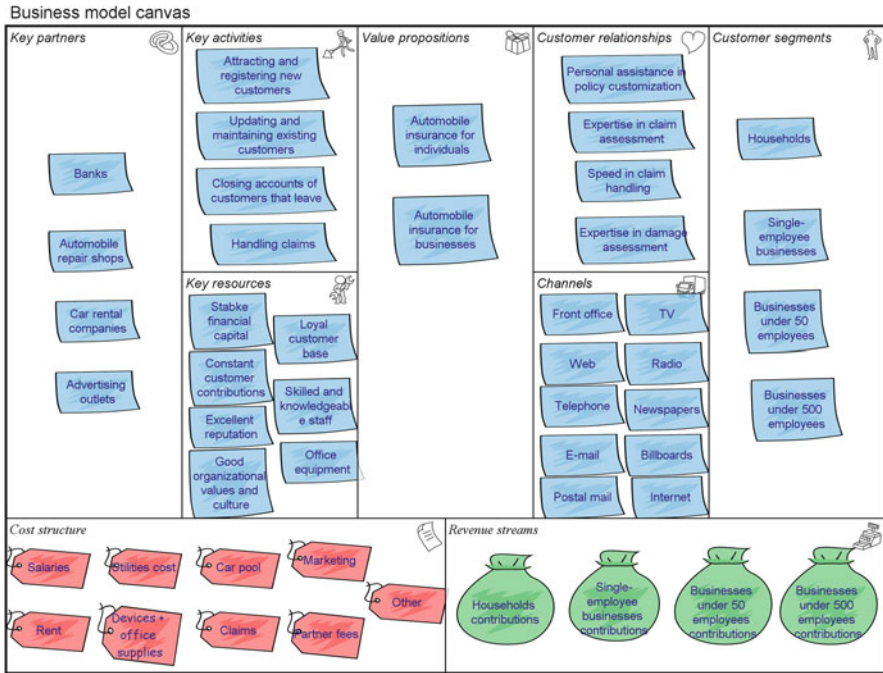 Business model canvas
Key partners
Banks
Automobile
repair shops
Car rental
companies
Advertising
outlets
Key activities
Attracting and
registering new
customers
Updating and
maintaining existing
customers
Closing accounts of
customers that leave
Handling claims
Key resources
Stabke
financial
capital
Constant
customer
contributions
Excellent
reputation
Good
organizational
values and
culture
Loyal
customer
base
Skilled and
knowledgeabl
e staff
Office
equipment
Value propositions
Automobile
insurance for
individuals
Automobile
insurance for
businesses
Customer relationships
Personal assistance in
policy customization
Expertise in claim
assessment
Speed in claim
handling
Expertise in damage
assessment
Channels
Front office
TV
Web
Radio
Telephone
Newspapers
E-mail
Billboards
Postal mail
Internet
Customer segments
Households
Single-
employee
businesses
Businesses
under 50
employees
Businesses
under 500
employees
Cost structure
Salaries
Stilities cost
Car pool
Marketing
Other
Rent
Devices +
office
supplies
Claims
Partner fees
Revenue streams
Households
contributions
Single-
employee
businesses
contributions
Businesses
under 50
employees
contributions
Businesses
under 500
employees
contributions